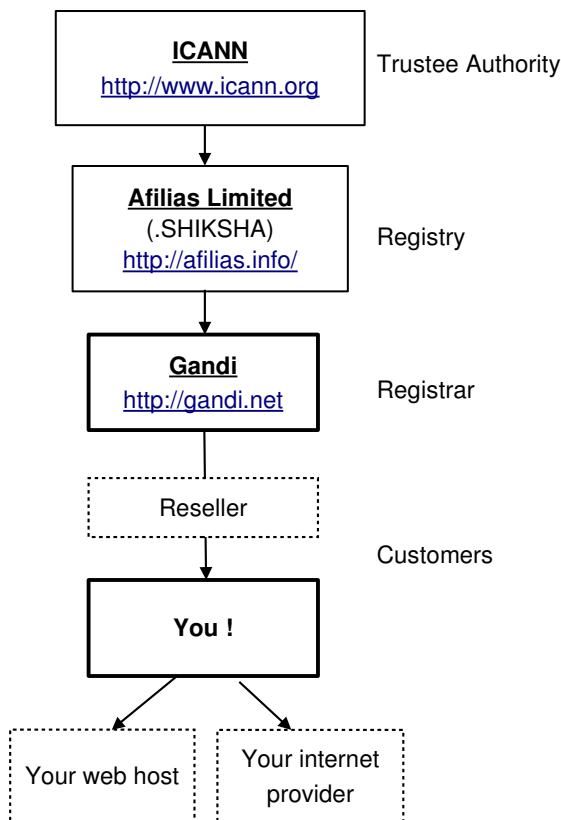 ICANN
http://www.icann.org
Trustee Authority
Afilias Limited
(.SHIKSHA)
http://afilias.info/
Registry
Gandi
http://gandi.net
Registrar
Reseller
Customers
You !
Your web host
Your internet
provider